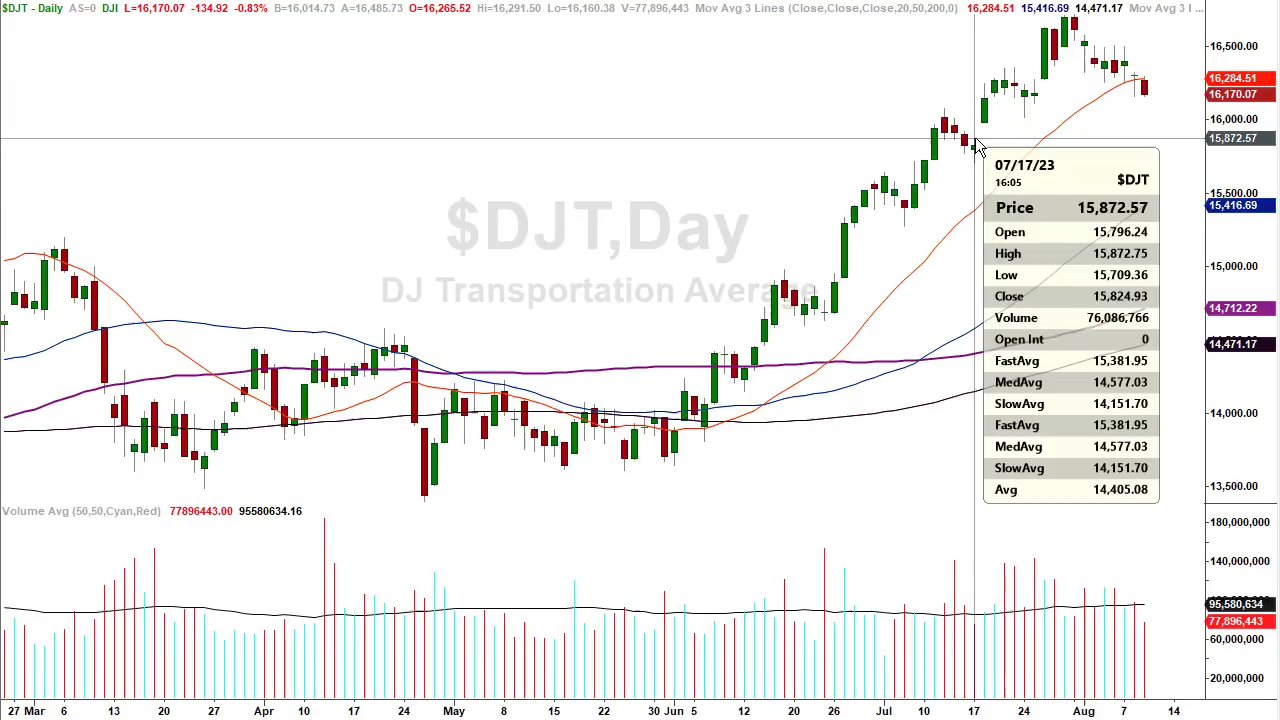 $DJT - Daily AS=0 DJI L=16,170.07 -134.92 -0.83% B=16,014.73 A=16,485.73 O=16,265.52 Hi=16,291.50 Lo=16,160.38 V=77,896,443 Mov Avg 3 Lines (Close,Close,Close,20,50,200,0) 16,284.51 15,416.69 14,471.17 Mov Avg 3 l ...
$DJT,Day
DJ Transportation Average
16,500.00
16,284.51
16,170.07
16,000.00
15,872.57
15,500.00
15,416.69
15,000.00
14,712.22
14,471.17
14,000.00
13,500.00
07/17/23
16:05 $DJT
Price 15,872.57
Open 15,796.24
High 15,872.75
Low 15,709.36
Close 15,824.93
Volume 76,086,766
Open Int 0
FastAvg 15,381.95
MedAvg 14,577.03
SlowAvg 14,151.70
FastAvg 15,381.95
MedAvg 14,577.03
SlowAvg 14,151.70
Avg 14,405.08
Volume Avg (50,50,Cyan,Red) 77896443.00 95580634.16
180,000,000
140,000,000
95,580,634
77,896,443
60,000,000
20,000,000
27 Mar 6 13 20 27 Apr 10 17 24 May 8 15 22 30 Jun 5 12 20 26 Jul 10 17 24 Aug 7 14